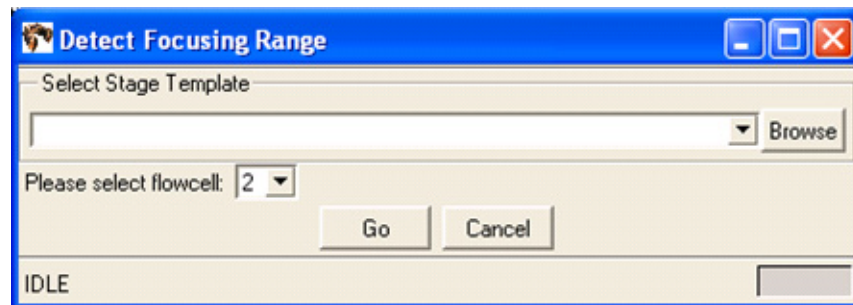 Detect Focusing Range
Select Stage Template
Browse
Please select flowcell: 2
Go Cancel
IDLE